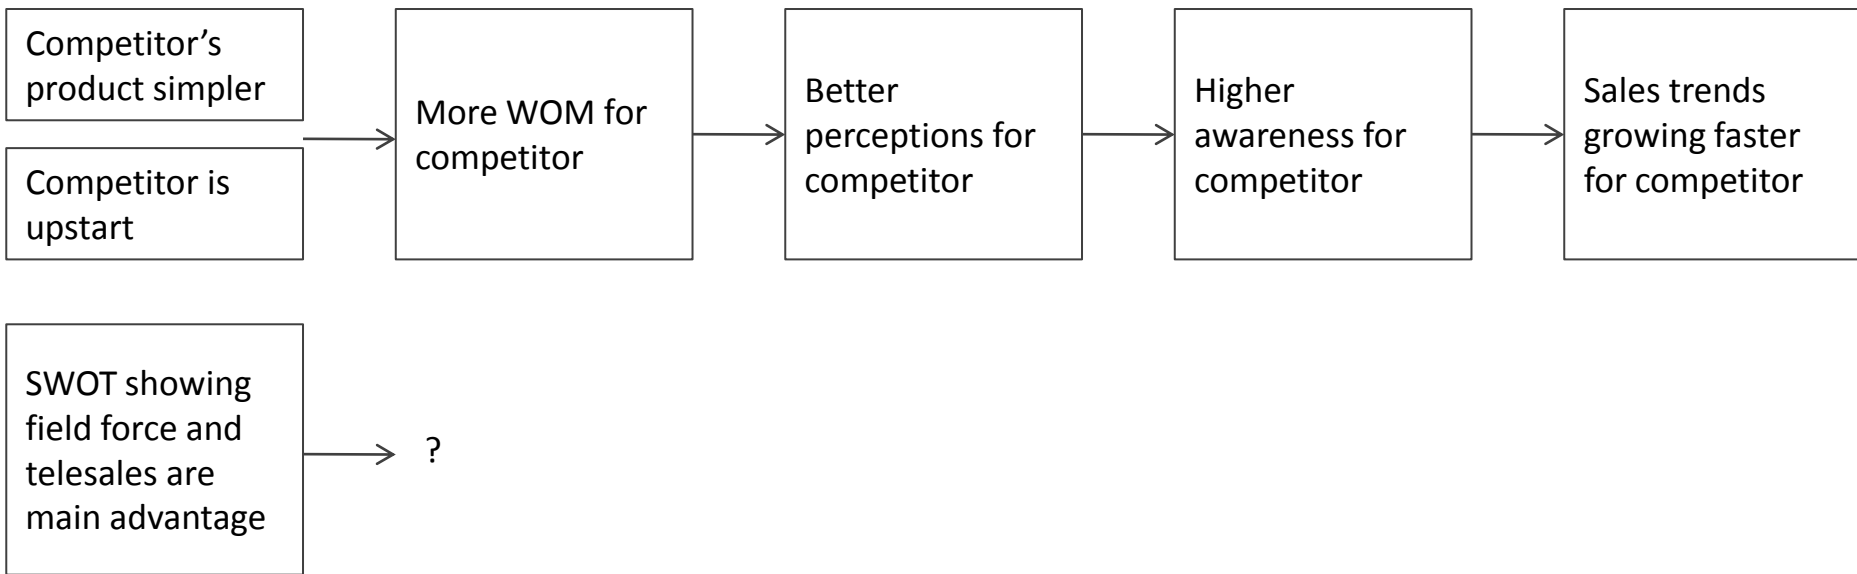 Competitor’s
product simpler
Competitor is
upstart
More WOM for
competitor
Better
perceptions for
competitor
Higher
awareness for
competitor
Sales trends
growing faster
for competitor
SWOT showing
field force and
telesales are
main advantage
?